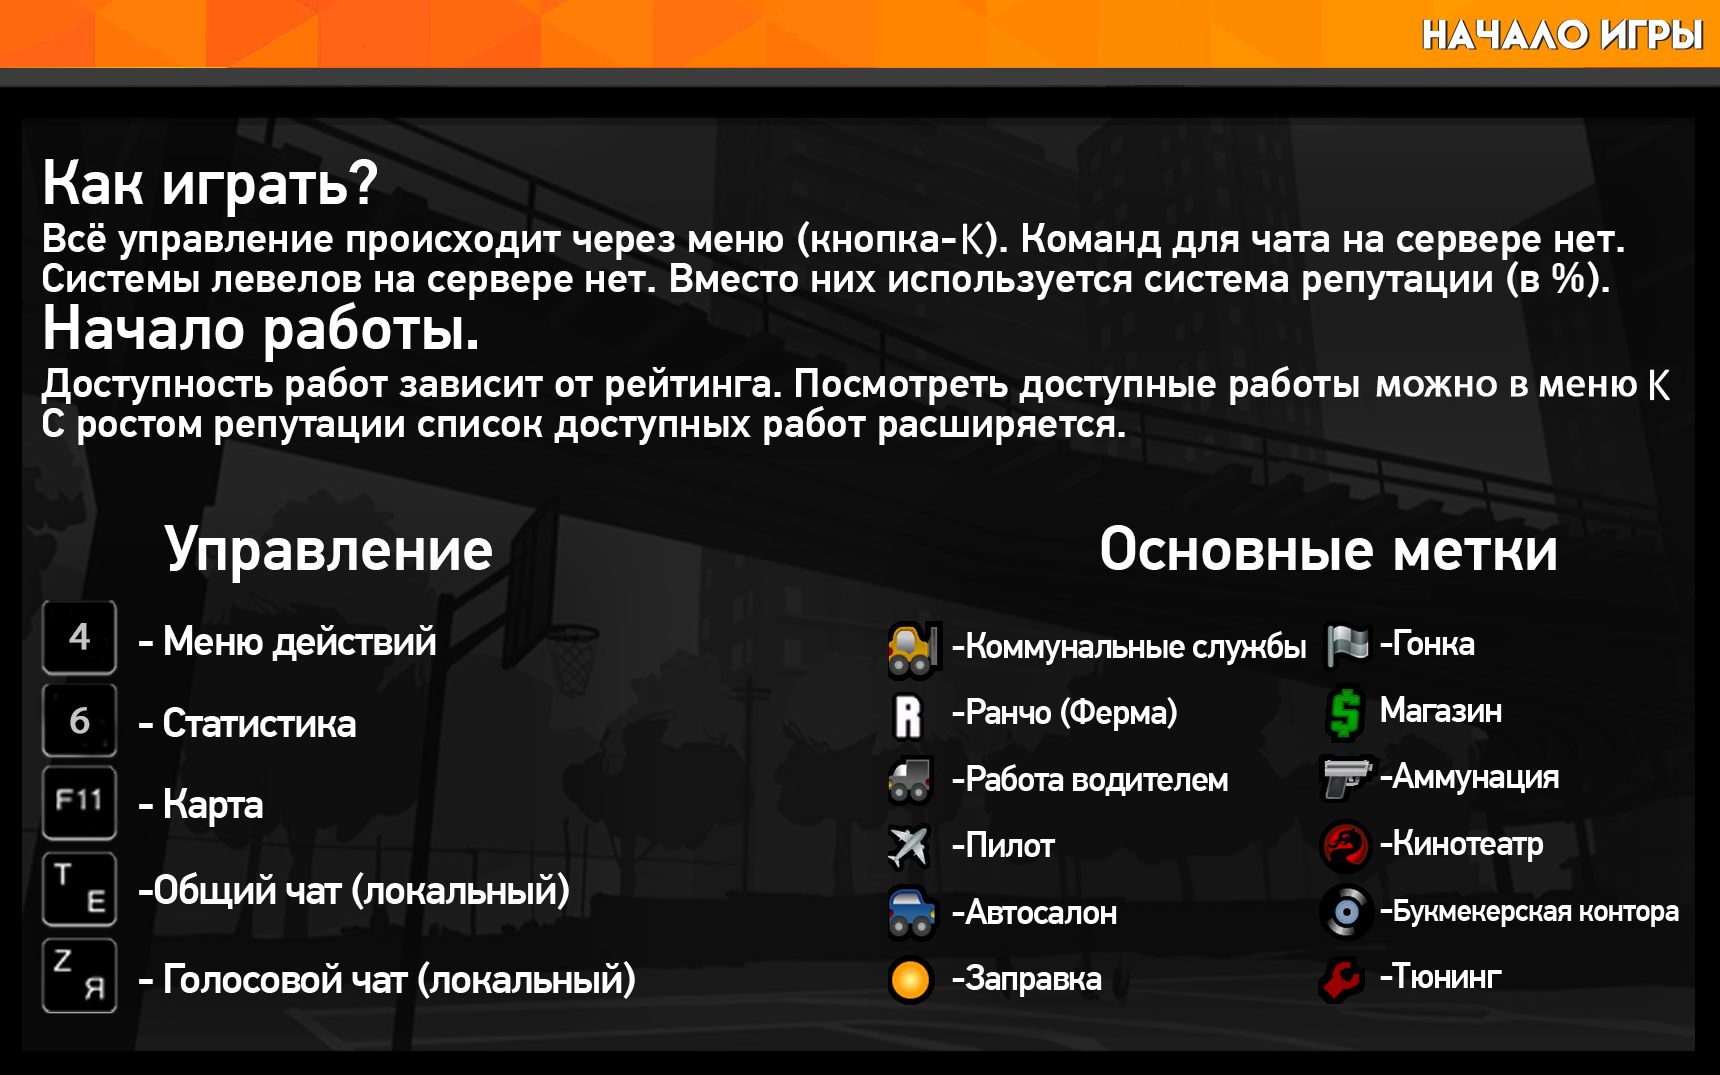 НАЧАЛО ИГРЫ
Как играть?
Всё управление происходит через меню (кнопка-К). Команд для чата на сервере нет.
Системы левелов на сервере нет. Вместо них используется система репутации (в %).
Начало работы.
Доступность работ зависит от рейтинга. Посмотреть доступные работы можно в меню К
С ростом репутации список доступных работ расширяется.
Управление
4 - Меню действий
6 - Статистика
F11 - Карта
T E -Общий чат (локальный)
Z Я - Голосовой чат (локальный)
Основные метки
-Коммунальные службы
R -Ранчо (Ферма)
-Работа водителем
-Пилот
-Автосалон
-Заправка
-Гонка
$ Магазин
-Аммунация
-Кинотеатр
-Букмекерская контора
-Тюнинг